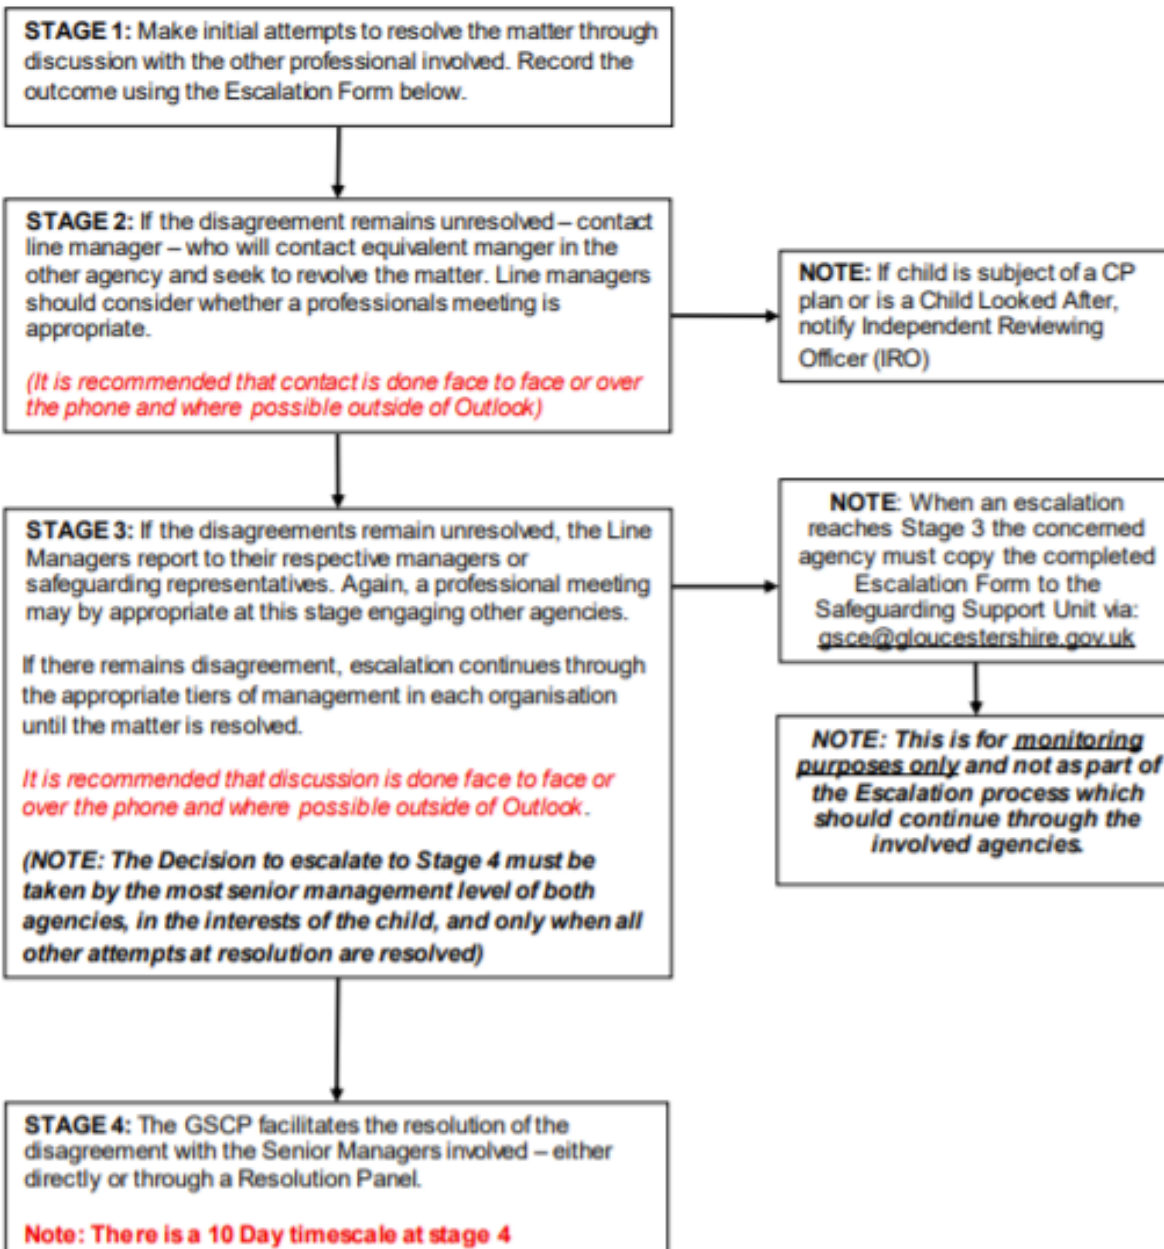 STAGE 1: Make initial attempts to resolve the matter through
discussion with the other professional involved. Record the
outcome using the Escalation Form below.
STAGE 2: If the disagreement remains unresolved – contact
line manager – who will contact equivalent manger in the
other agency and seek to revolve the matter. Line managers
should consider whether a professionals meeting is
appropriate.
(It is recommended that contact is done face to face or over
the phone and where possible outside of Outlook)
NOTE: If child is subject of a CP
plan or is a Child Looked After,
notify Independent Reviewing
Officer (IRO)
STAGE 3: If the disagreements remain unresolved, the Line
Managers report to their respective managers or
safeguarding representatives. Again, a professional meeting
may by appropriate at this stage engaging other agencies.
If there remains disagreement, escalation continues through
the appropriate tiers of management in each organisation
until the matter is resolved.
It is recommended that discussion is done face to face or
over the phone and where possible outside of Outlook.
(NOTE: The Decision to escalate to Stage 4 must be
taken by the most senior management level of both
agencies, in the interests of the child, and only when all
other attempts at resolution are resolved)
NOTE: When an escalation
reaches Stage 3 the concerned
agency must copy the completed
Escalation Form to the
Safeguarding Support Unit via:
gsce@gloucestershire.gov.uk
NOTE: This is for monitoring
purposes only and not as part of
the Escalation process which
should continue through the
involved agencies.
STAGE 4: The GSCP facilitates the resolution of the
disagreement with the Senior Managers involved – either
directly or through a Resolution Panel.
Note: There is a 10 Day timescale at stage 4